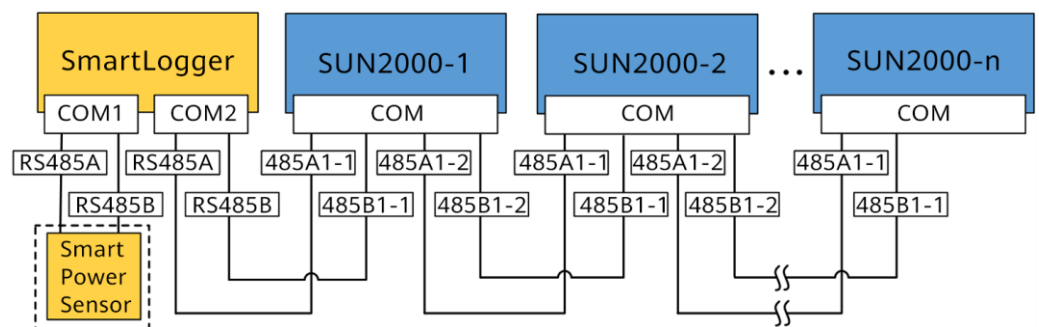 SmartLogger
SUN2000-1
SUN2000-2
...
SUN2000-n
COM1
COM2
COM
COM
COM
RS485A
RS485A
485A1-1
485A1-2
485A1-1
485A1-2
485A1-1
RS485B
RS485B
485B1-1
485B1-2
485B1-1
485B1-2
485B1-1
Smart
Power
Sensor